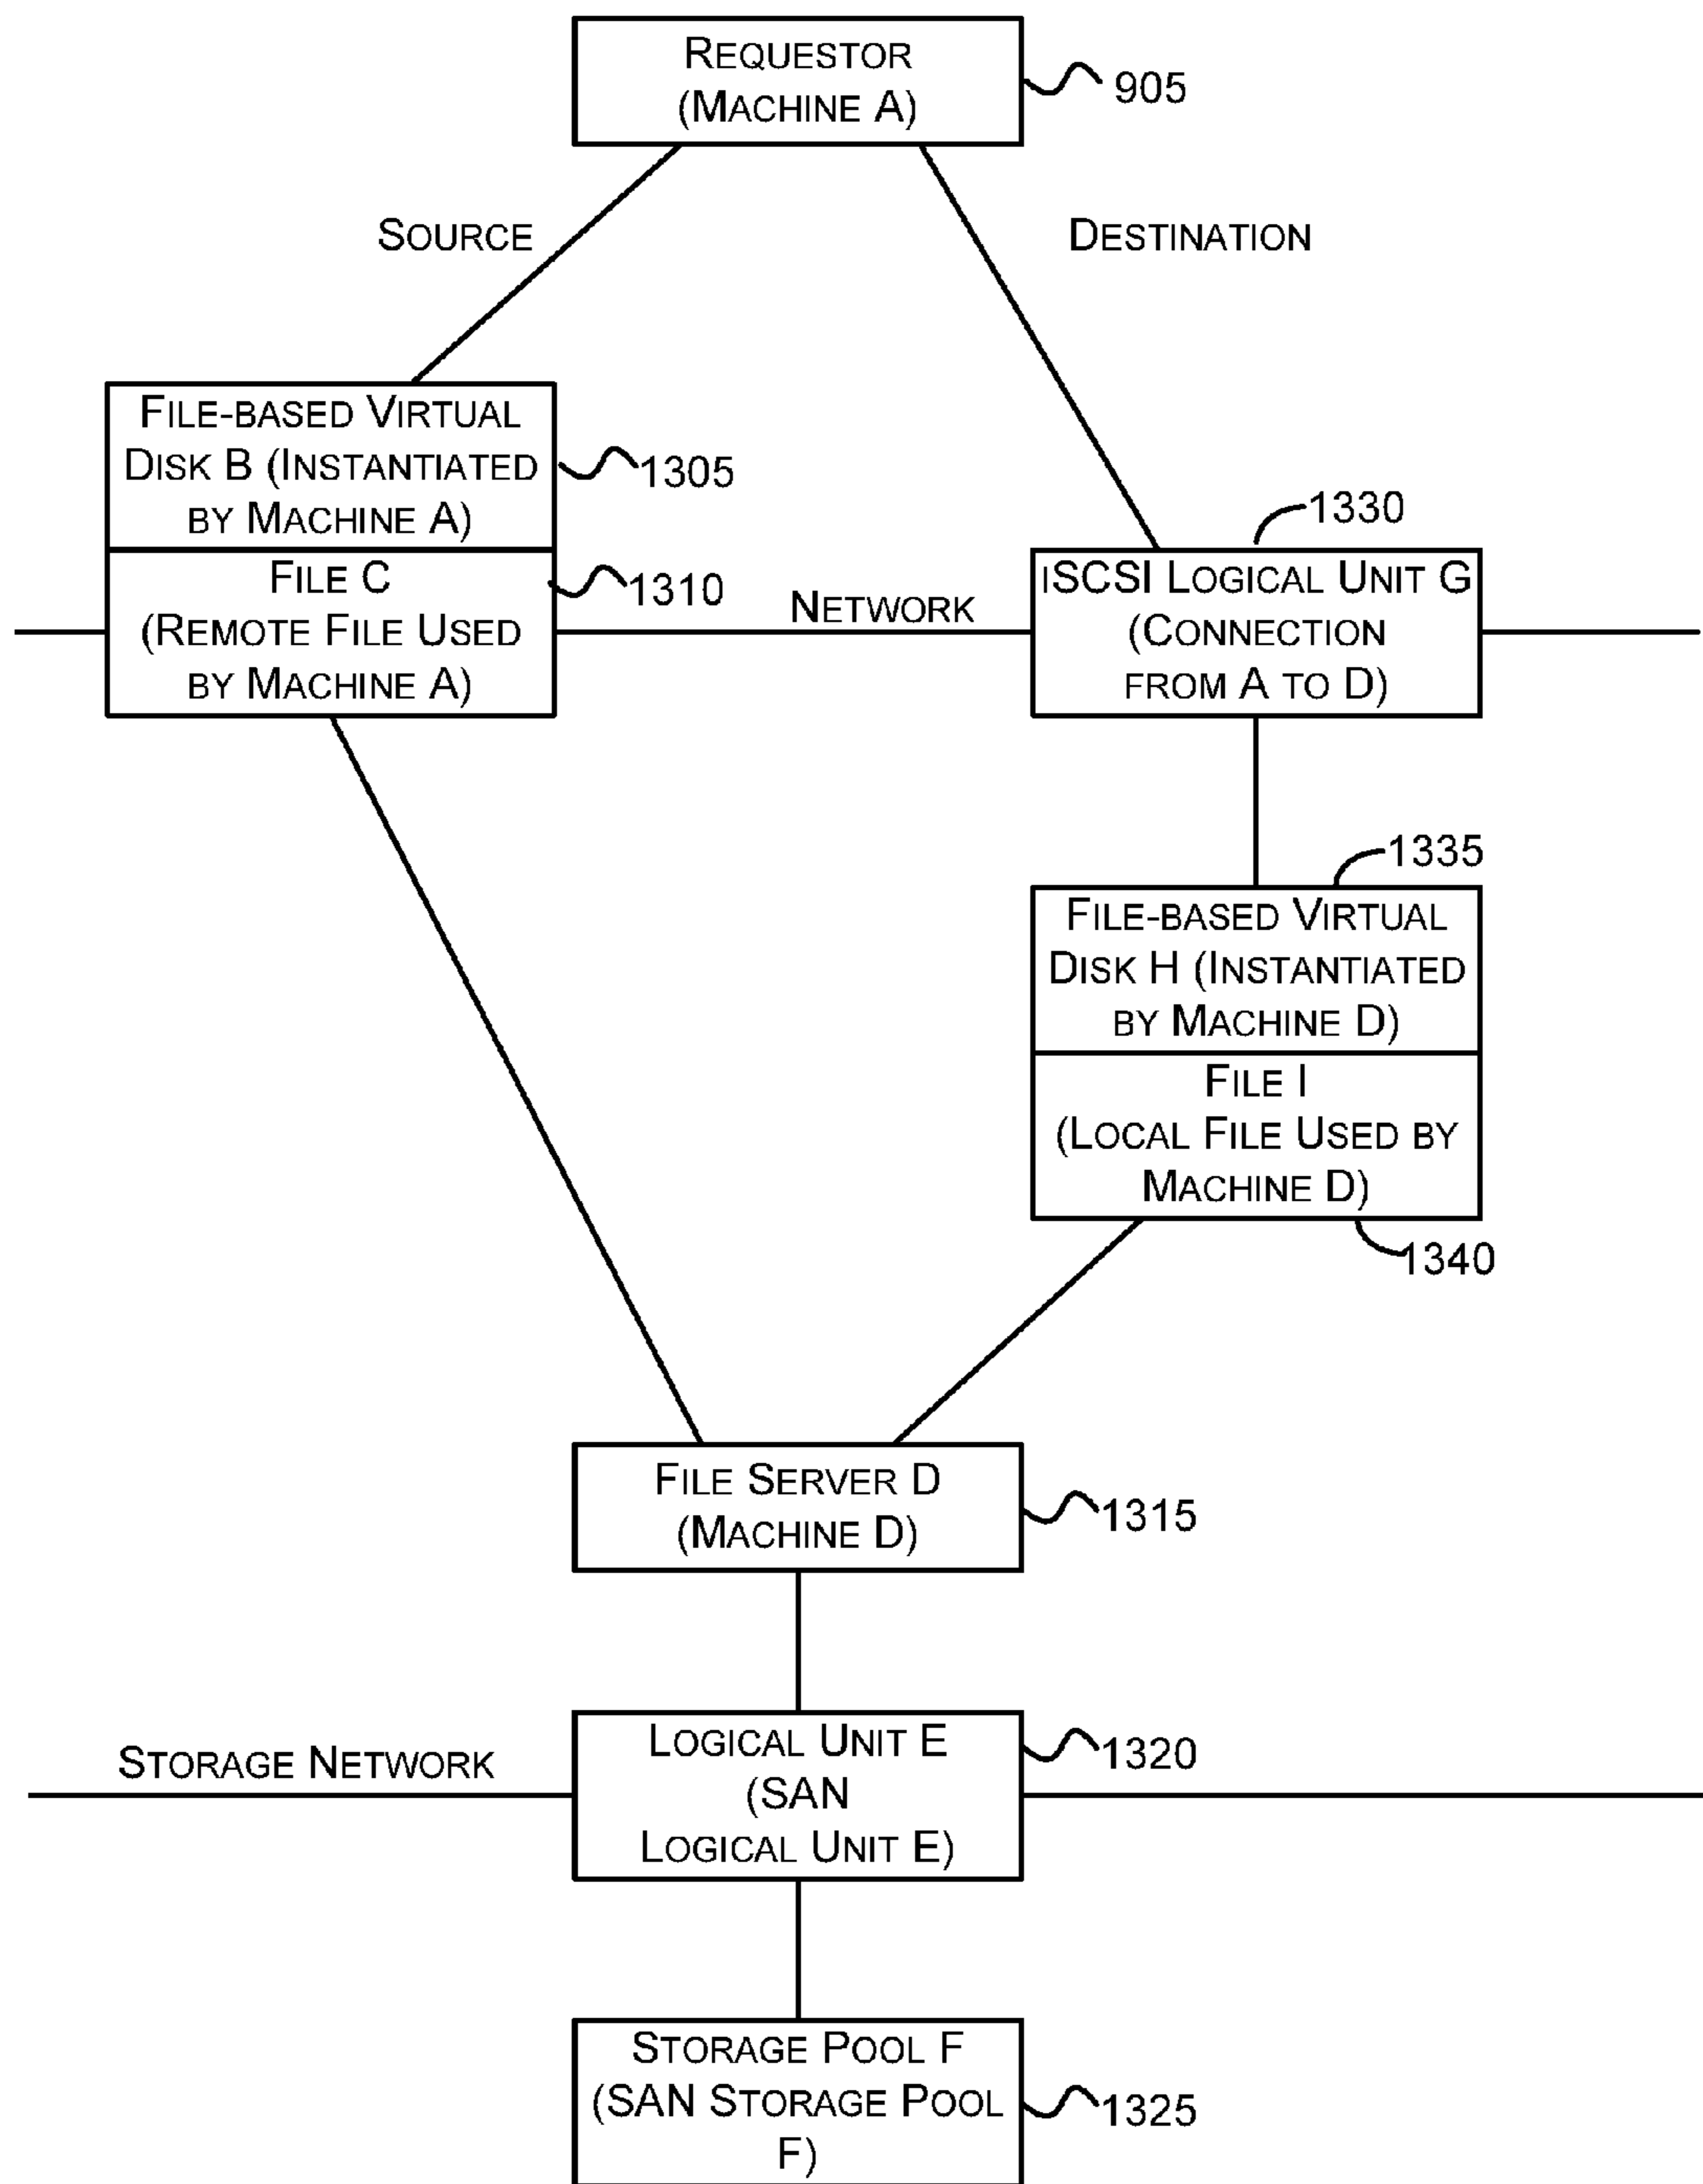 REQUESTOR
(MACHINE A)
905
SOURCE
DESTINATION
FILE-BASED VIRTUAL
DISK B (INSTANTIATED
BY MACHINE A)
1305
1330
FILE C
(REMOTE FILE USED
BY MACHINE A)
1310
NETWORK
ISCSI LOGICAL UNIT G
(CONNECTION
FROM A TO D)
1335
FILE-BASED VIRTUAL
DISK H (INSTANTIATED
BY MACHINE D)
FILE I
(LOCAL FILE USED BY
MACHINE D)
1340
FILE SERVER D
(MACHINE D)
1315
STORAGE NETWORK
LOGICAL UNIT E
(SAN
LOGICAL UNIT E)
1320
STORAGE POOL F
(SAN STORAGE POOL
F)
1325